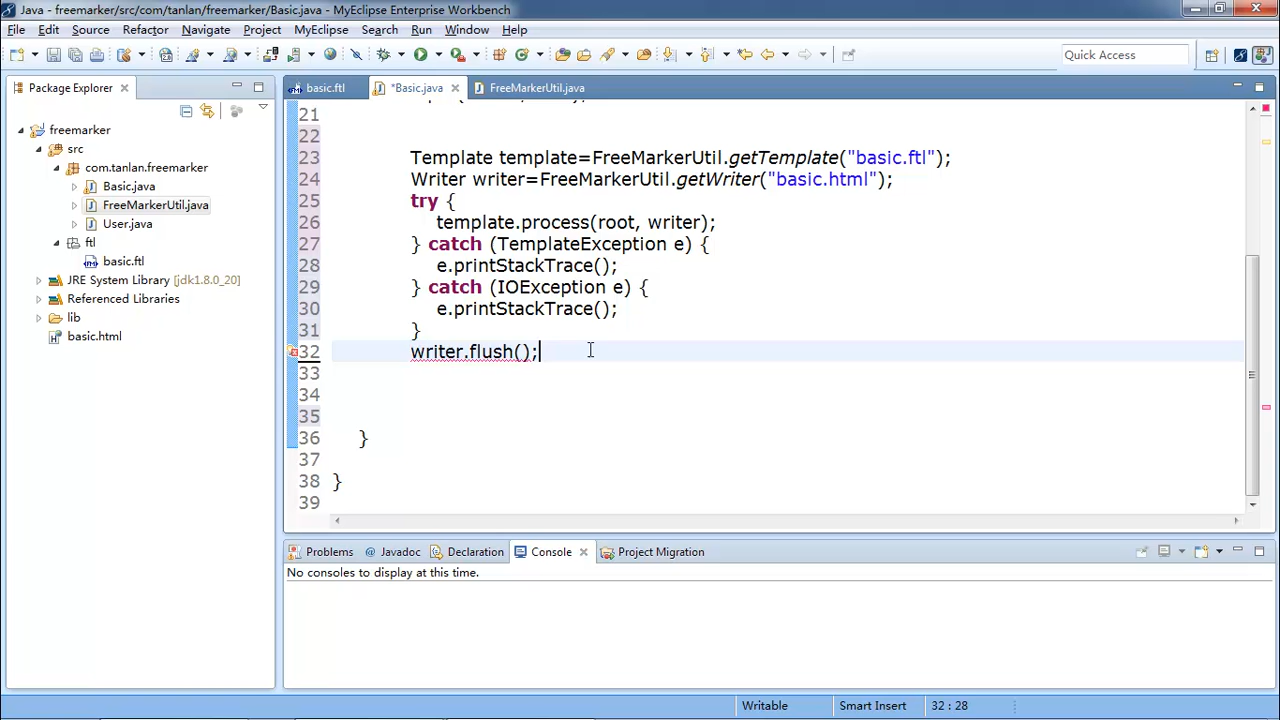 Java - freemarker/src/com/tanlan/freemarker/Basic.java - MyEclipse Enterprise Workbench
File Edit Source Refactor Navigate Project MyEclipse Search Run Window Help
Quick Access
Package Explorer
basic.ftl
*Basic.java
FreeMarkerUtil.java
freemarker
src
com.tanlan.freemarker
Basic.java
FreeMarkerUtil.java
User.java
ftl
basic.ftl
JRE System Library [jdk1.8.0_20]
Referenced Libraries
lib
basic.html
21
22
23 Template template=FreeMarkerUtil.getTemplate("basic.ftl");
24 Writer writer=FreeMarkerUtil.getWriter("basic.html");
25 try {
26 template.process(root, writer);
27 } catch (TemplateException e) {
28 e.printStackTrace();
29 } catch (IOException e) {
30 e.printStackTrace();
31 }
32 writer.flush();
33
34
35
36 }
37
38 }
39
Problems @ Javadoc Declaration Console Project Migration
No consoles to display at this time.
Writable Smart Insert 32 : 28